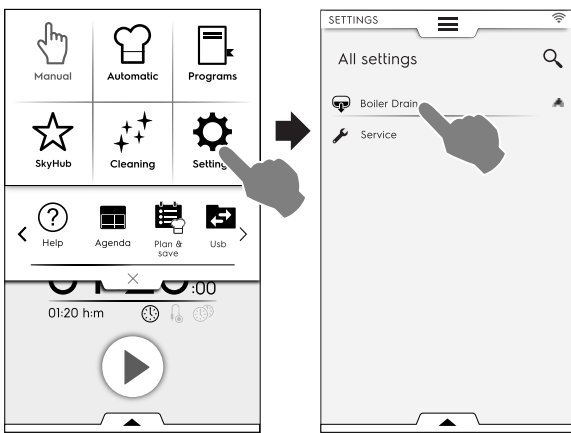 Manual
Automatic
Programs
SkyHub
Cleaning
Help
Agenda
Plan &
save
Usb
:00
01:20 h:m
SETTINGS
All settings
Boiler Drain
Service